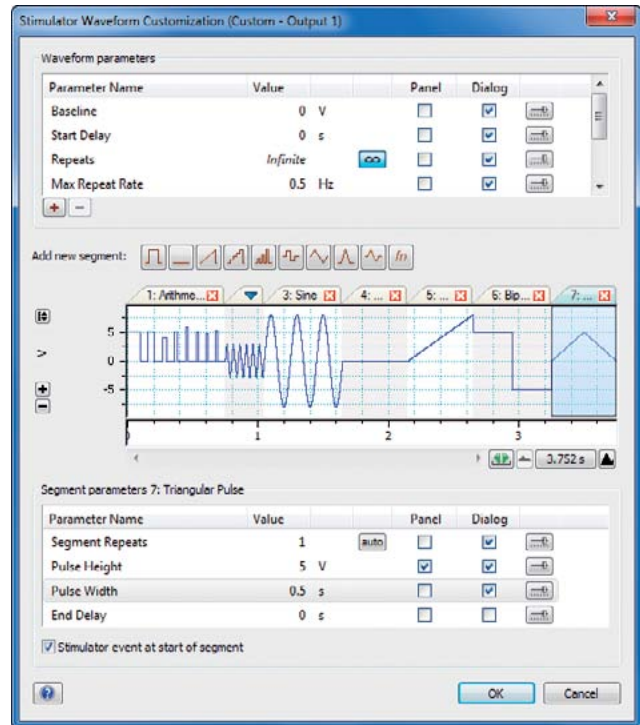 Stimulator Waveform Customization (Custom - Output 1)
Waveform parameters
Parameter Name Value Panel Dialog
Baseline 0 V
Start Delay 0 s
Repeats Infinite ∞
Max Repeat Rate 0.5 Hz
+ −
Add new segment: fn
1: Arithme... 3: Sine 4: ... 5: ... 6: Bip... 7: ...
5
V
0
-5
1 2 3
3.752 s
Segment parameters 7: Triangular Pulse
Parameter Name Value Panel Dialog
Segment Repeats 1 auto
Pulse Height 5 V
Pulse Width 0.5 s
End Delay 0 s
Stimulator event at start of segment
? OK Cancel